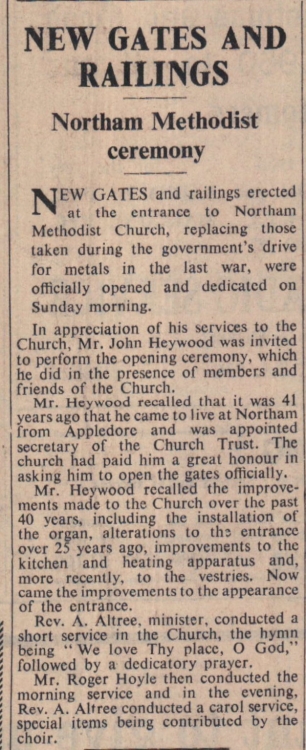 NEW GATES AND
RAILINGS
Northam Methodist
ceremony
NEW GATES and railings erected
at the entrance to Northam
Methodist Church, replacing those
taken during the government's drive
for metals in the last war, were
officially opened and dedicated on
Sunday morning.
In appreciation of his services to the
Church, Mr. John Heywood was invited
to perform the opening ceremony, which
he did in the presence of members and
friends of the Church.
Mr. Heywood recalled that it was 41
years ago that he came to live at Northam
from Appledore and was appointed
secretary of the Church Trust. The
church had paid him a great honour in
asking him to open the gates officially.
Mr. Heywood recalled the improve-
ments made to the Church over the past
40 years, including the installation of
the organ, alterations to the entrance
over 25 years ago, improvements to the
kitchen and heating apparatus and,
more recently, to the vestries. Now
came the improvements to the appearance
of the entrance.
Rev. A. Altree, minister, conducted a
short service in the Church, the hymn
being "We love Thy place, O God,"
followed by a dedicatory prayer.
Mr. Roger Hoyle then conducted the
morning service and in the evening,
Rev. A. Altree conducted a carol service,
special items being contributed by the
choir.